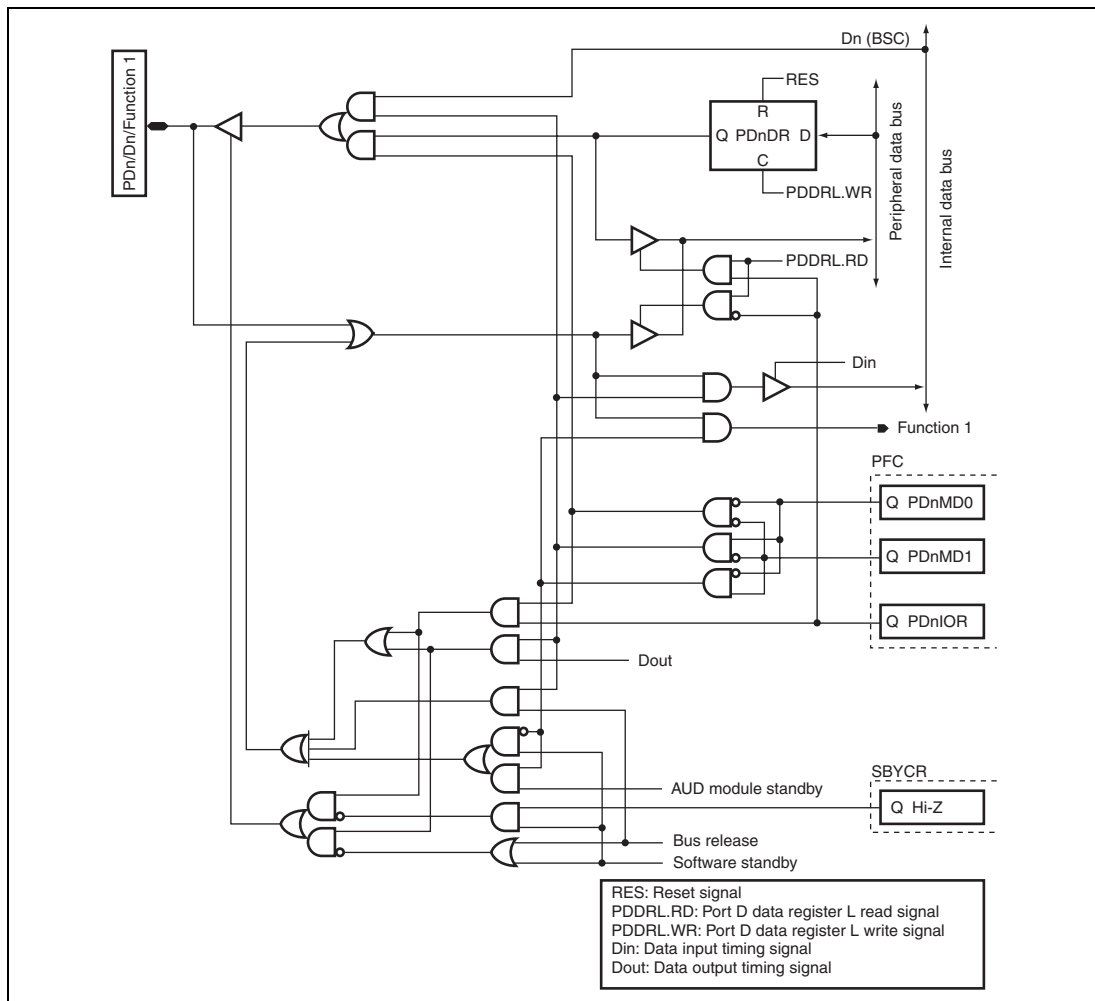 PDn/Dn/Function 1
Dn (BSC)
RES
R
Q PDnDR D
C
PDDRL.WR
Peripheral data bus
Internal data bus
PDDRL.RD
Din
Function 1
PFC
Q PDnMD0
Q PDnMD1
Q PDnIOR
Dout
SBYCR
AUD module standby
Q Hi-Z
Bus release
Software standby
RES: Reset signal
PDDRL.RD: Port D data register L read signal
PDDRL.WR: Port D data register L write signal
Din: Data input timing signal
Dout: Data output timing signal